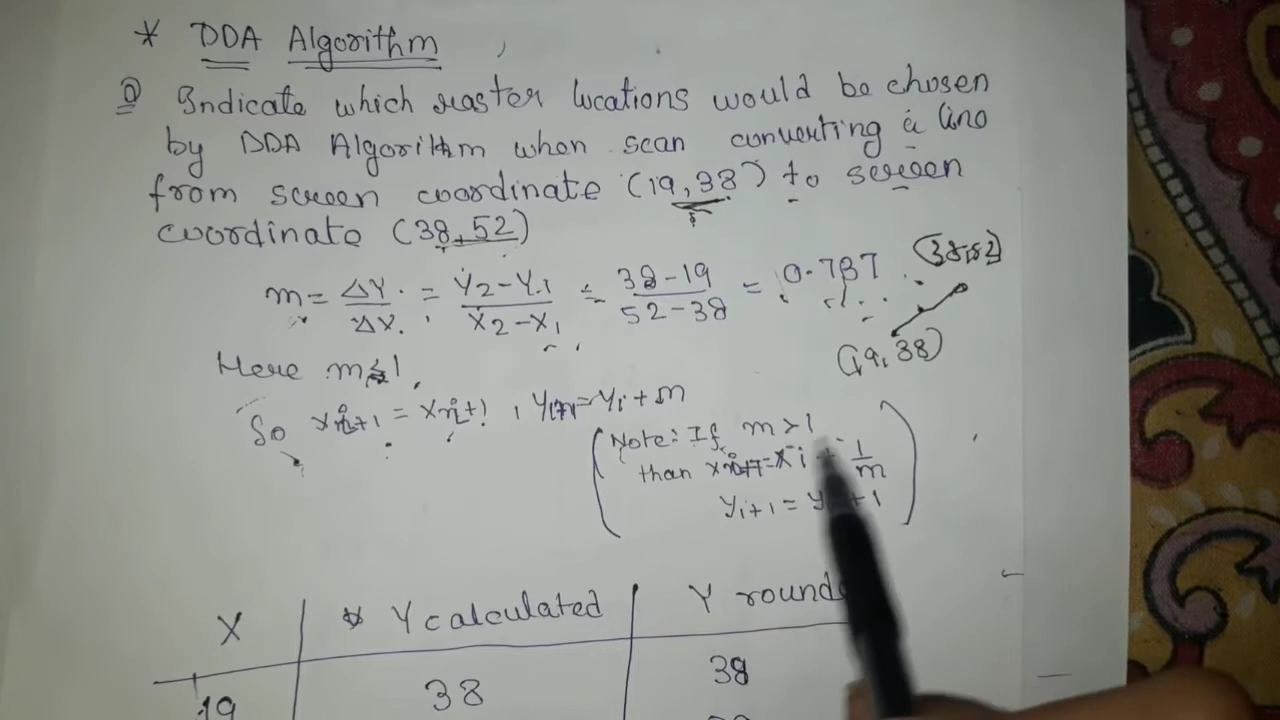 * DDA Algorithm
Q Indicate which raster locations would be chosen
by DDA Algorithm when scan converting a line
from screen coordinate (19,38) to screen
coordinate (38,52)
m = ΔY/ΔX = Y2-Y1/X2-X1 = 38-19/52-38 = 0.737
(38,52)
(19,38)
Here m≤1,
So xi+1 = xi+1, Yi+1 = Yi+m
(Note: If m>1
than xi+1 = xi + 1/m
yi+1 = yi+1)
X | Y calculated | Y
19 | 38 | 38